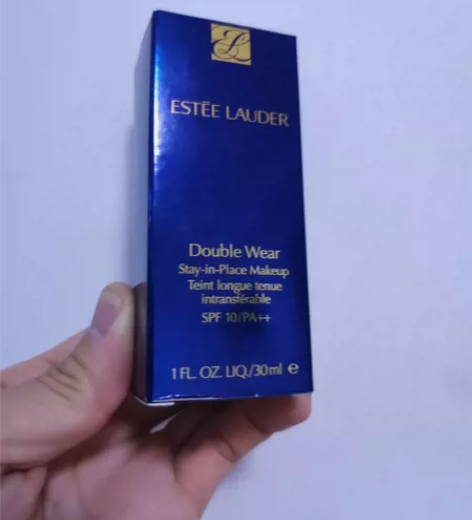 ESTĒE LAUDER
Double Wear
Stay-in-Place Makeup
Teint longue tenue
intransférable
SPF 10/PA++
1 FL. OZ. LIQ./30ml ℮